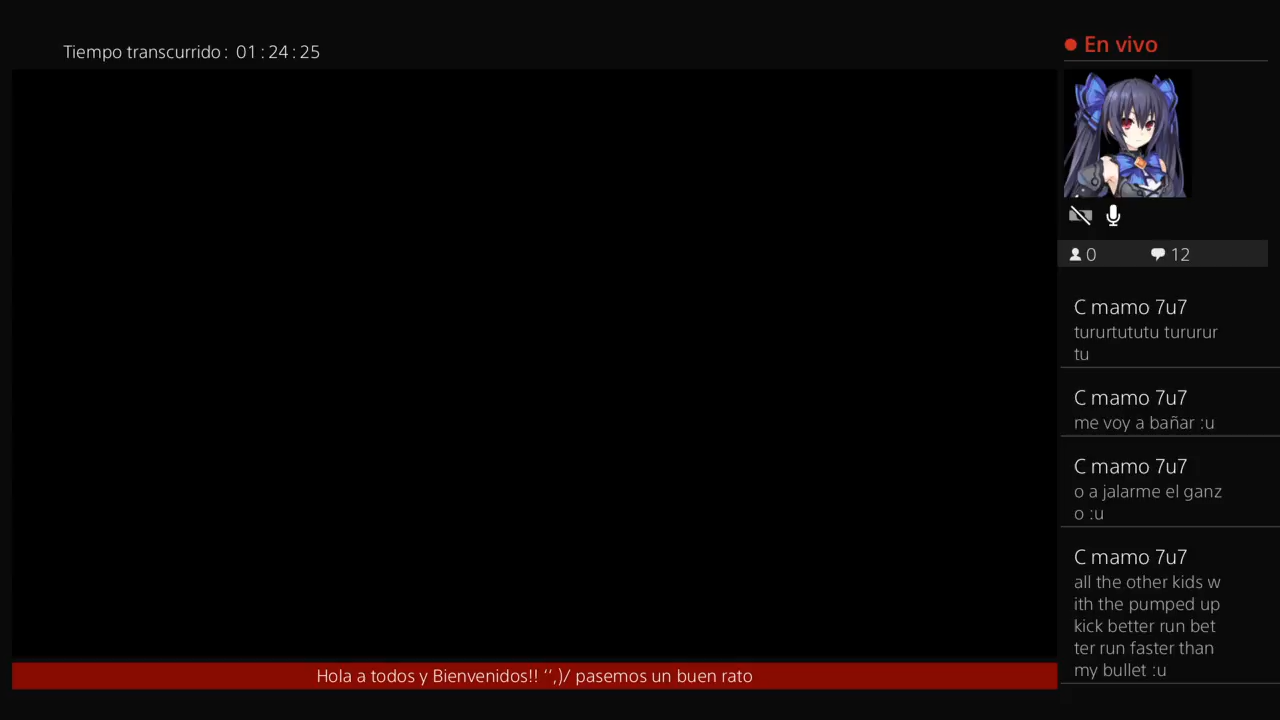 Tiempo transcurrido : 01 : 24 : 25
En vivo
0 12
C mamo 7u7
tururtututu tururur
tu
C mamo 7u7
me voy a bañar :u
C mamo 7u7
o a jalarme el ganz
o :u
C mamo 7u7
all the other kids w
ith the pumped up
kick better run bet
ter run faster than
my bullet :u
Hola a todos y Bienvenidos!! ‘‘,)/ pasemos un buen rato